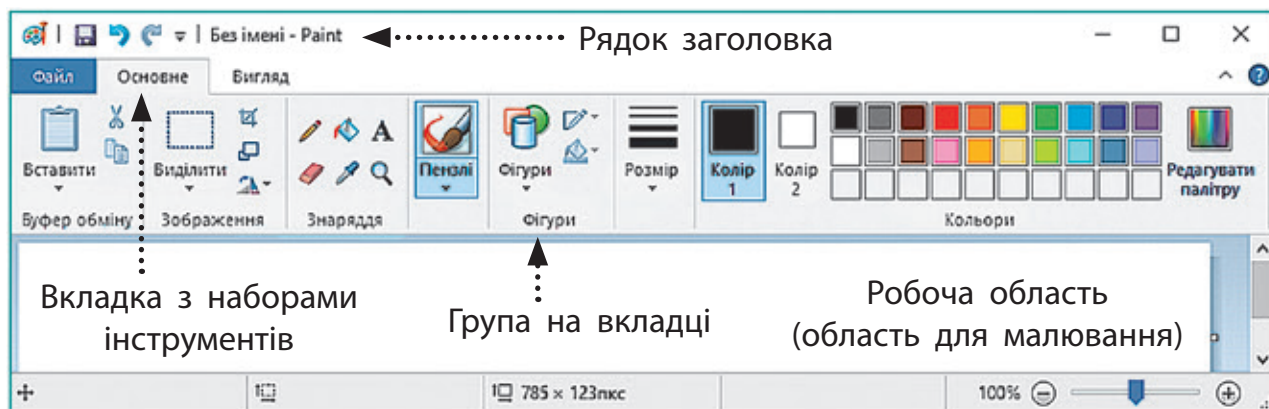 Без імені - Paint
Рядок заголовка
Файл Основне Вигляд
Вставити
Виділити
Пензлі
Фігури
Розмір
Колір 1
Колір 2
Редагувати палітру
Буфер обміну
Зображення
Знаряддя
Фігури
Кольори
Вкладка з наборами
інструментів
Група на вкладці
Робоча область
(область для малювання)
785 × 123пкс
100%